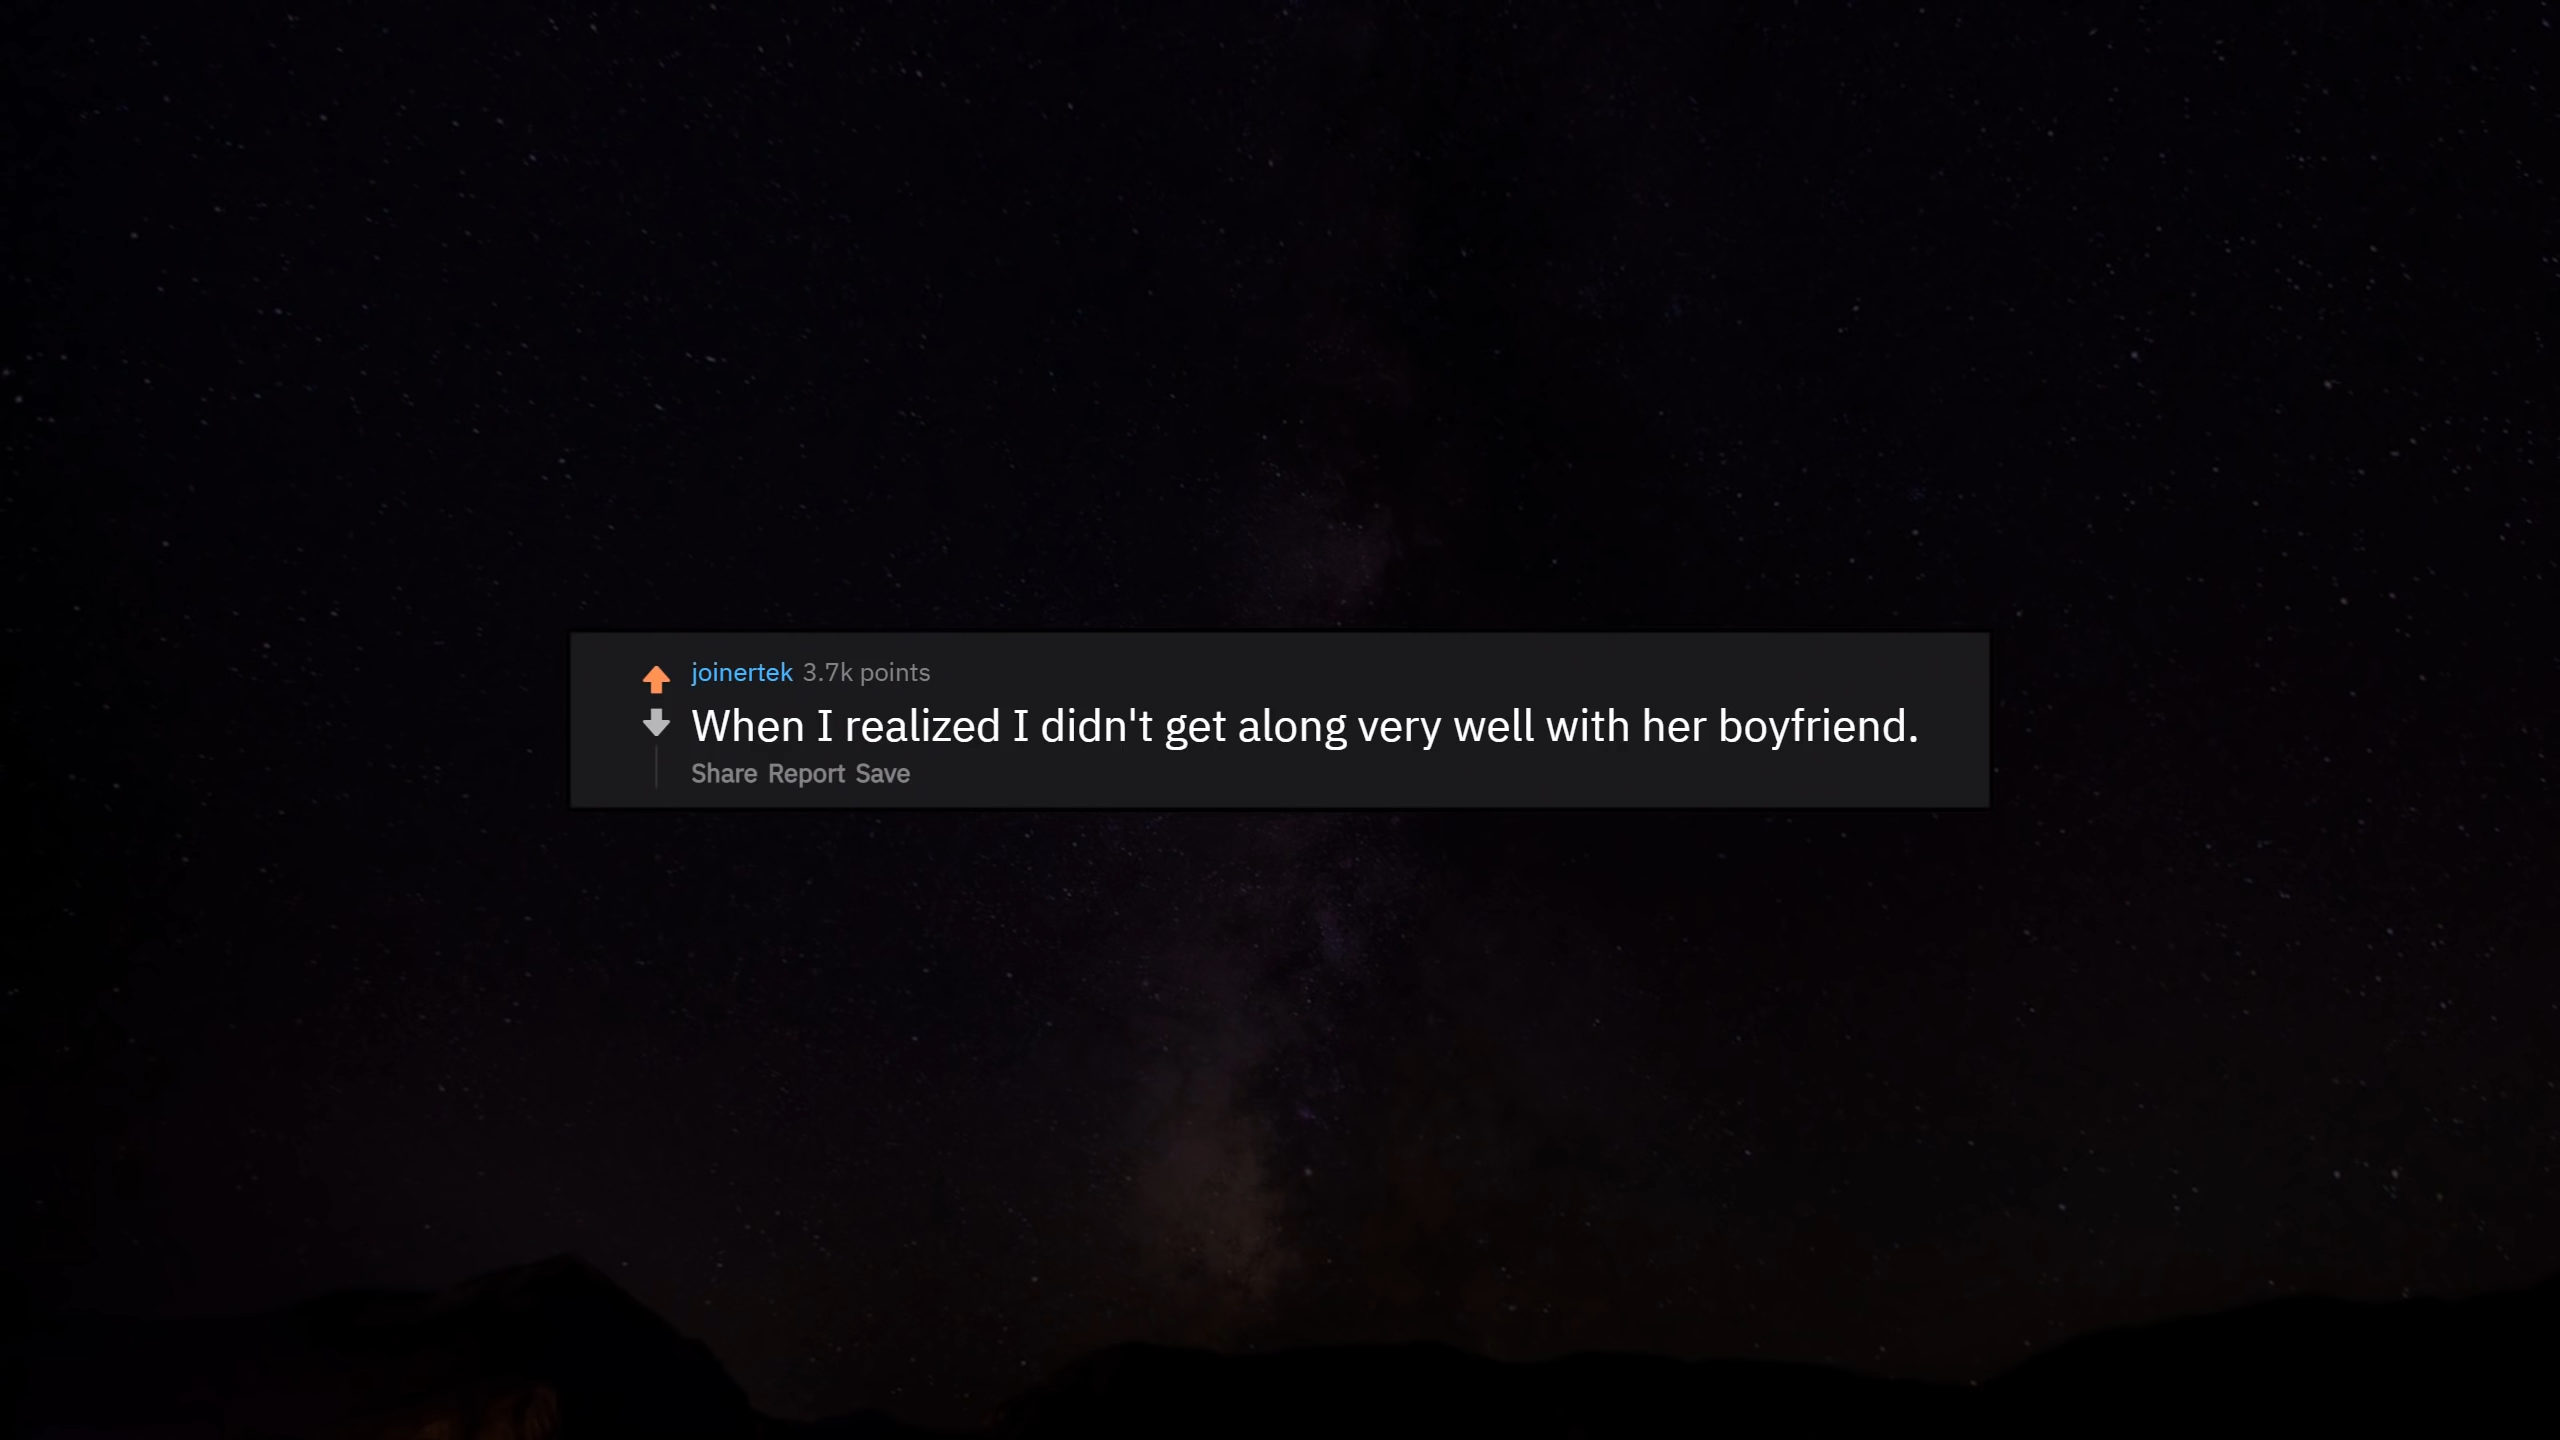 joinertek 3.7k points
When I realized I didn't get along very well with her boyfriend.
Share Report Save